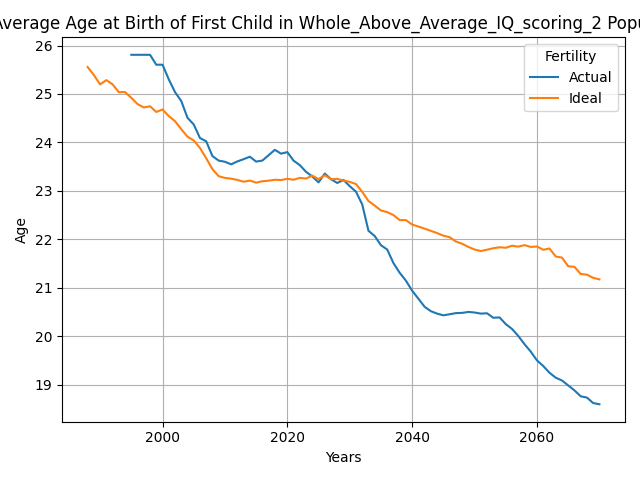 Average Age at Birth of First Child in Whole_Above_Average_IQ_scoring_2 Popu
26
25
24
23
22
21
20
19
Age
Fertility
Actual
Ideal
2000 2020 2040 2060
Years